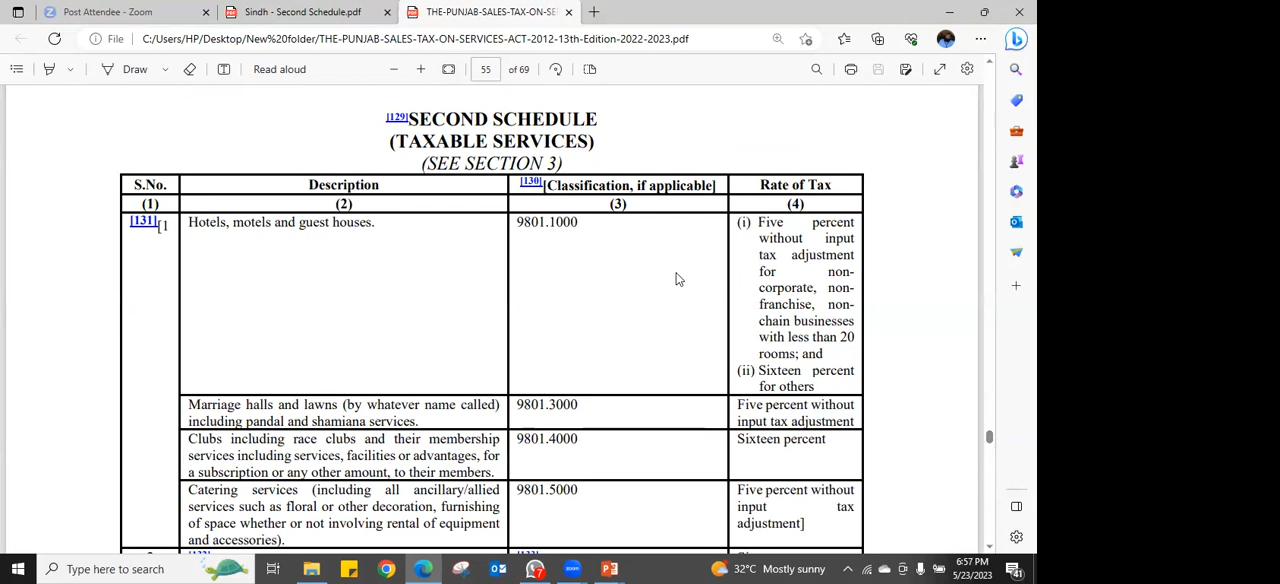 Post Attendee - Zoom
Sindh - Second Schedule.pdf
THE-PUNJAB-SALES-TAX-ON-SE
File
C:/Users/HP/Desktop/New%20folder/THE-PUNJAB-SALES-TAX-ON-SERVICES-ACT-2012-13th-Edition-2022-2023.pdf
Draw
Read aloud
55
of 69
[129]SECOND SCHEDULE
(TAXABLE SERVICES)
(SEE SECTION 3)
S.No.
Description
[130][Classification, if applicable]
Rate of Tax
(1)
(2)
(3)
(4)
[131][1
Hotels, motels and guest houses.
9801.1000
(i) Five percent
without input
tax adjustment
for non-
corporate, non-
franchise, non-
chain businesses
with less than 20
rooms; and
(ii) Sixteen percent
for others
Marriage halls and lawns (by whatever name called)
including pandal and shamiana services.
9801.3000
Five percent without
input tax adjustment
Clubs including race clubs and their membership
services including services, facilities or advantages, for
a subscription or any other amount, to their members.
9801.4000
Sixteen percent
Catering services (including all ancillary/allied
services such as floral or other decoration, furnishing
of space whether or not involving rental of equipment
and accessories).
9801.5000
Five percent without
input tax
adjustment]
Type here to search
32°C Mostly sunny
6:57 PM
5/23/2023